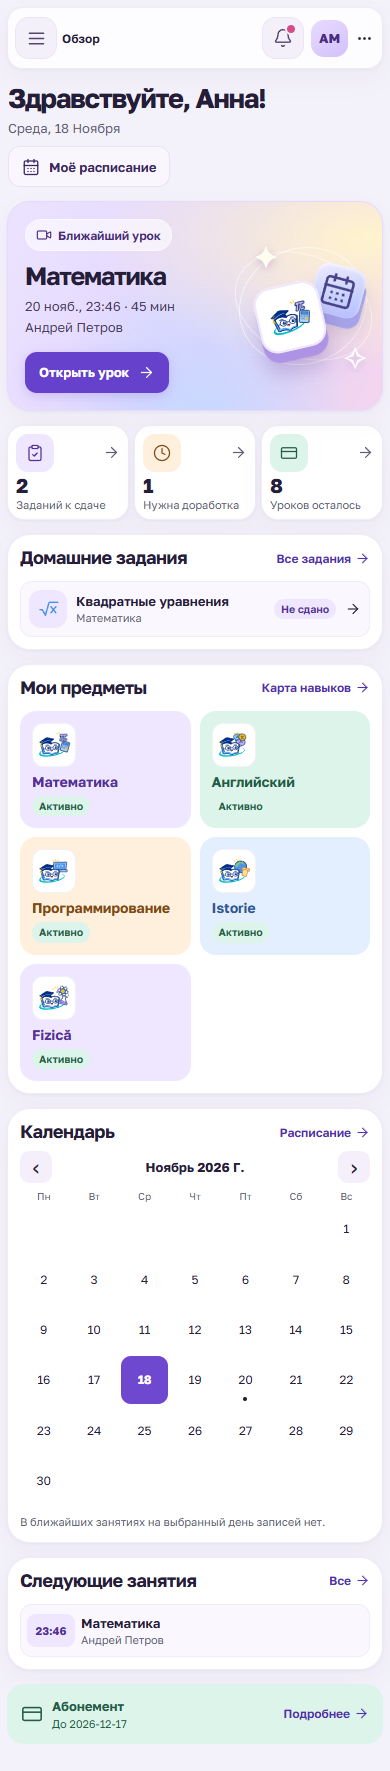 Обзор
AM
Здравствуйте, Анна!
Среда, 18 Ноября
Моё расписание
Ближайший урок
Математика
20 нояб., 23:46 · 45 мин
Андрей Петров
Открыть урок
2
Заданий к сдаче
1
Нужна доработка
8
Уроков осталось
Домашние задания
Все задания
Квадратные уравнения
Математика
Не сдано
Мои предметы
Карта навыков
Математика
Активно
Английский
Активно
Программирование
Активно
Istorie
Активно
Fizică
Активно
Календарь
Расписание
Ноябрь 2026 Г.
Пн Вт Ср Чт Пт Сб Вс
1
2 3 4 5 6 7 8
9 10 11 12 13 14 15
16 17 18 19 20 21 22
23 24 25 26 27 28 29
30
В ближайших занятиях на выбранный день записей нет.
Следующие занятия
Все
23:46
Математика
Андрей Петров
Абонемент
До 2026-12-17
Подробнее